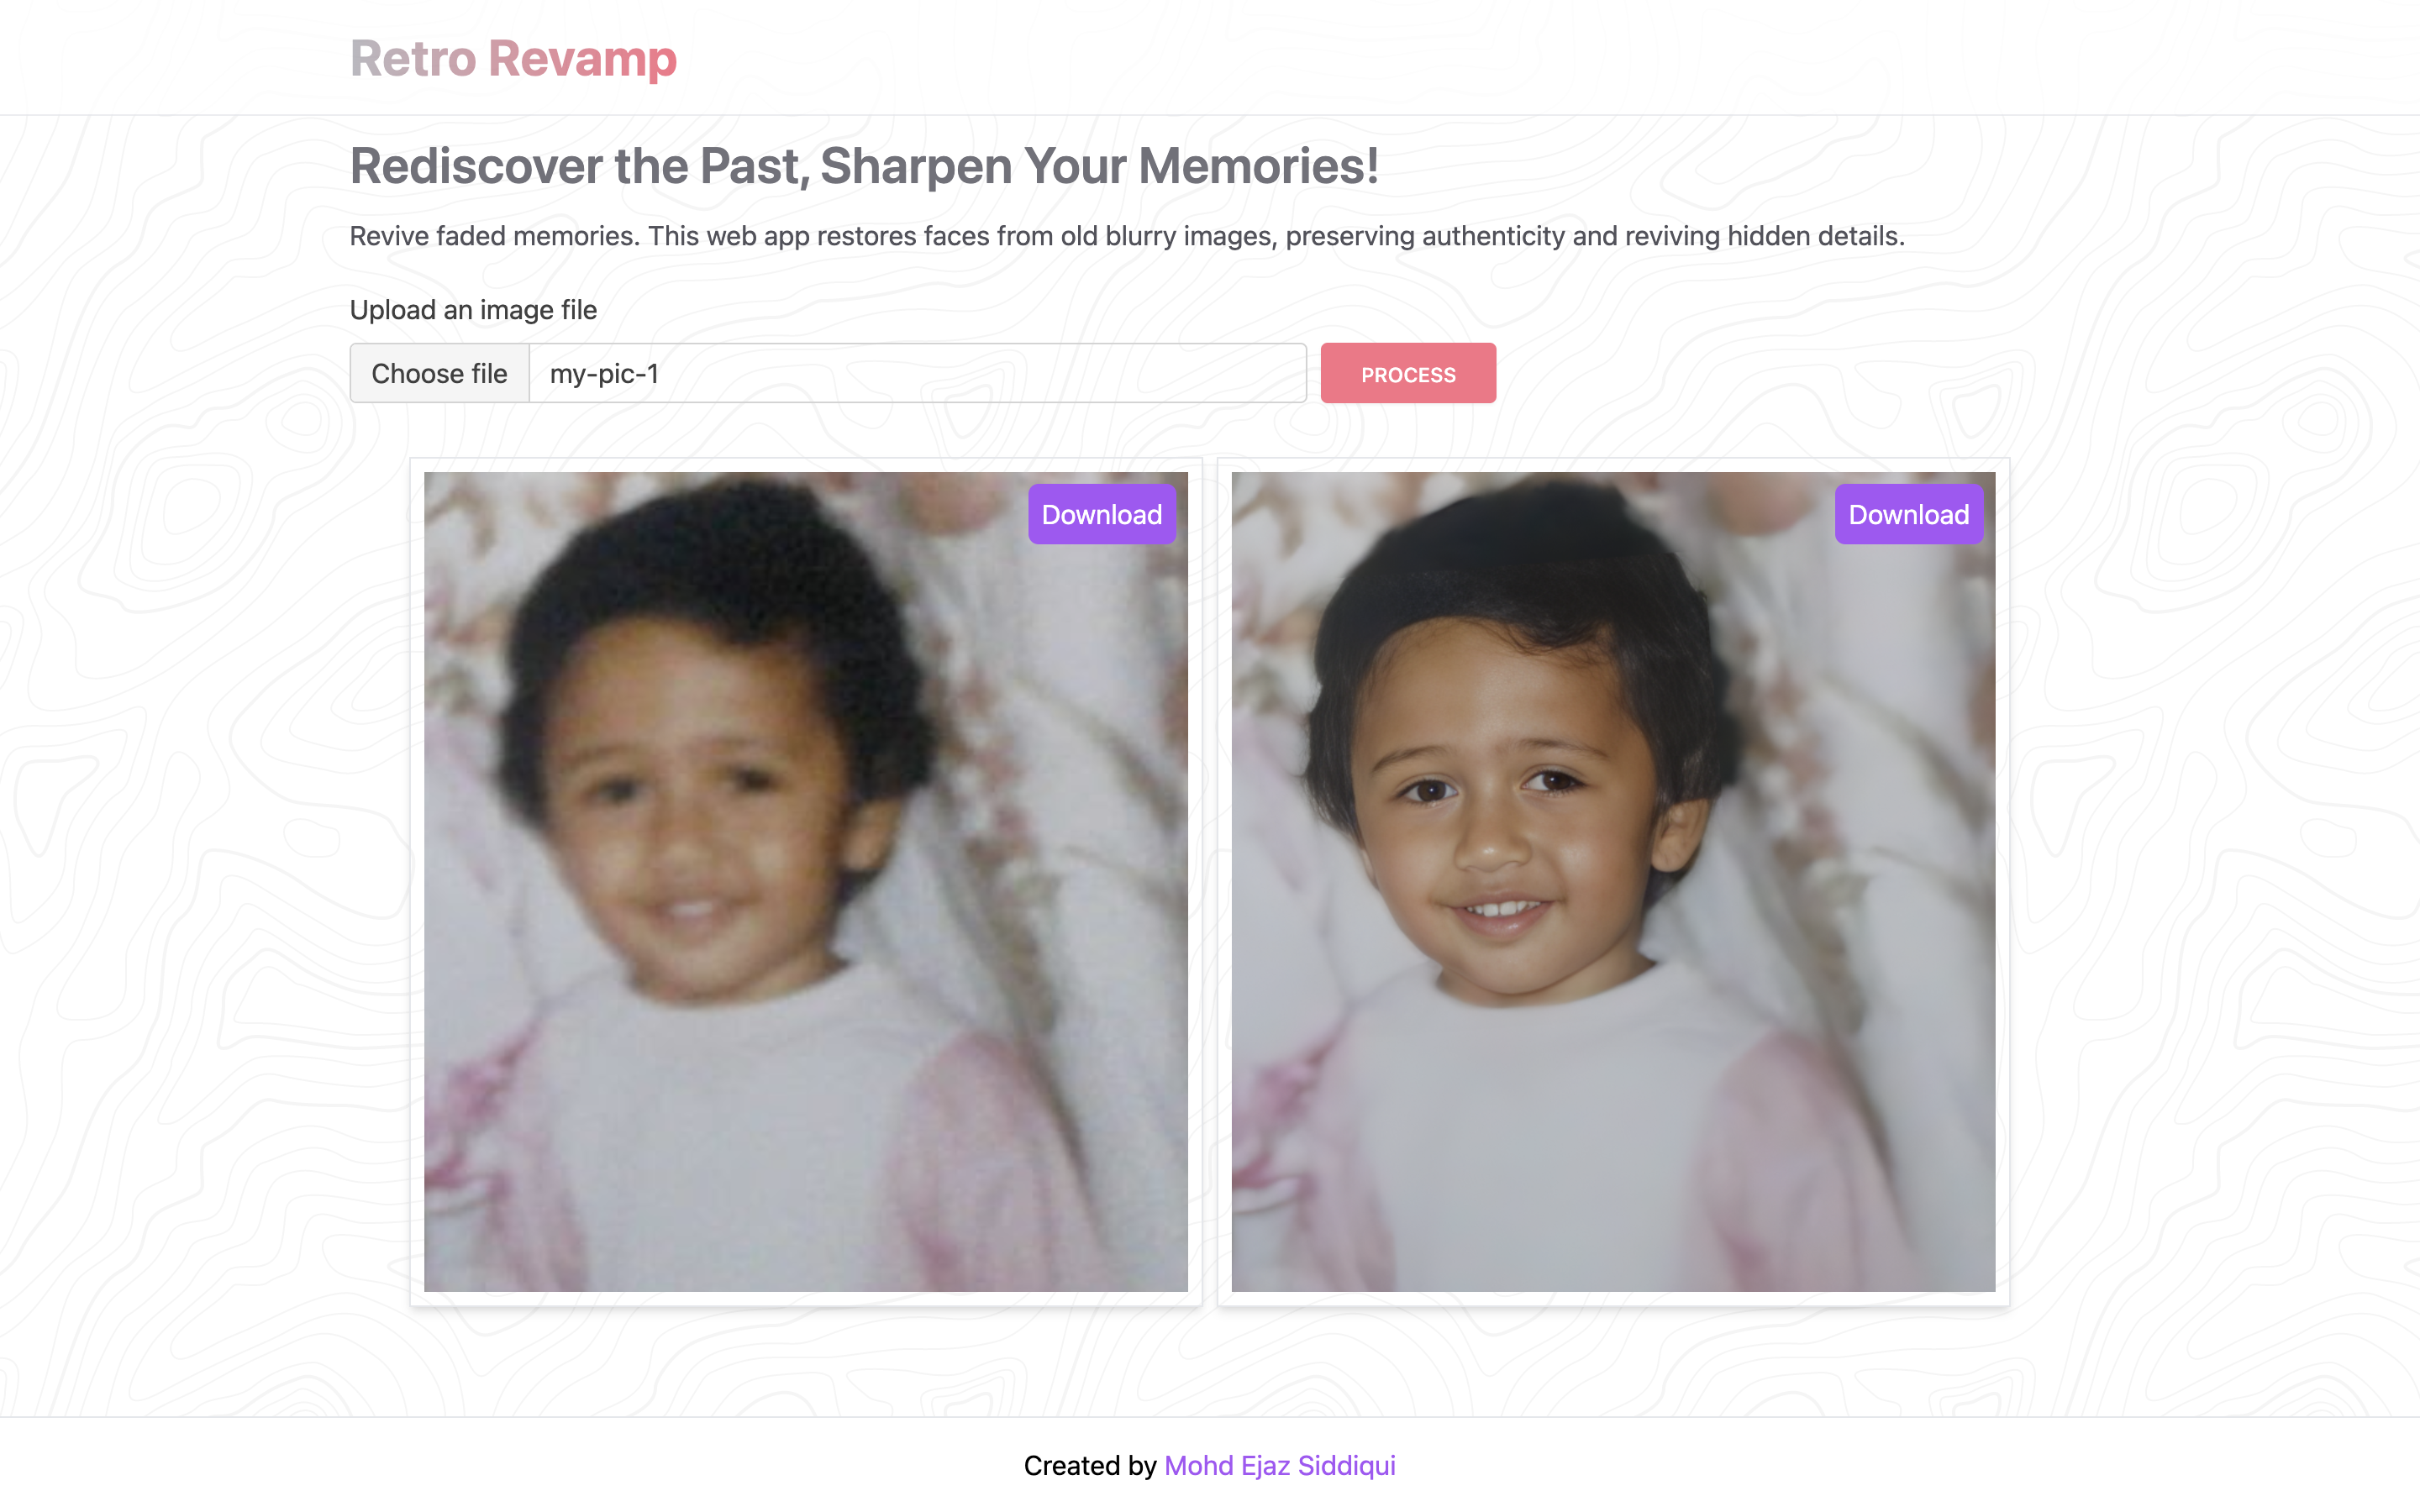 Retro Revamp
Rediscover the Past, Sharpen Your Memories!
Revive faded memories. This web app restores faces from old blurry images, preserving authenticity and reviving hidden details.
Upload an image file
Choose file my-pic-1 PROCESS
Download Download
Created by Mohd Ejaz Siddiqui